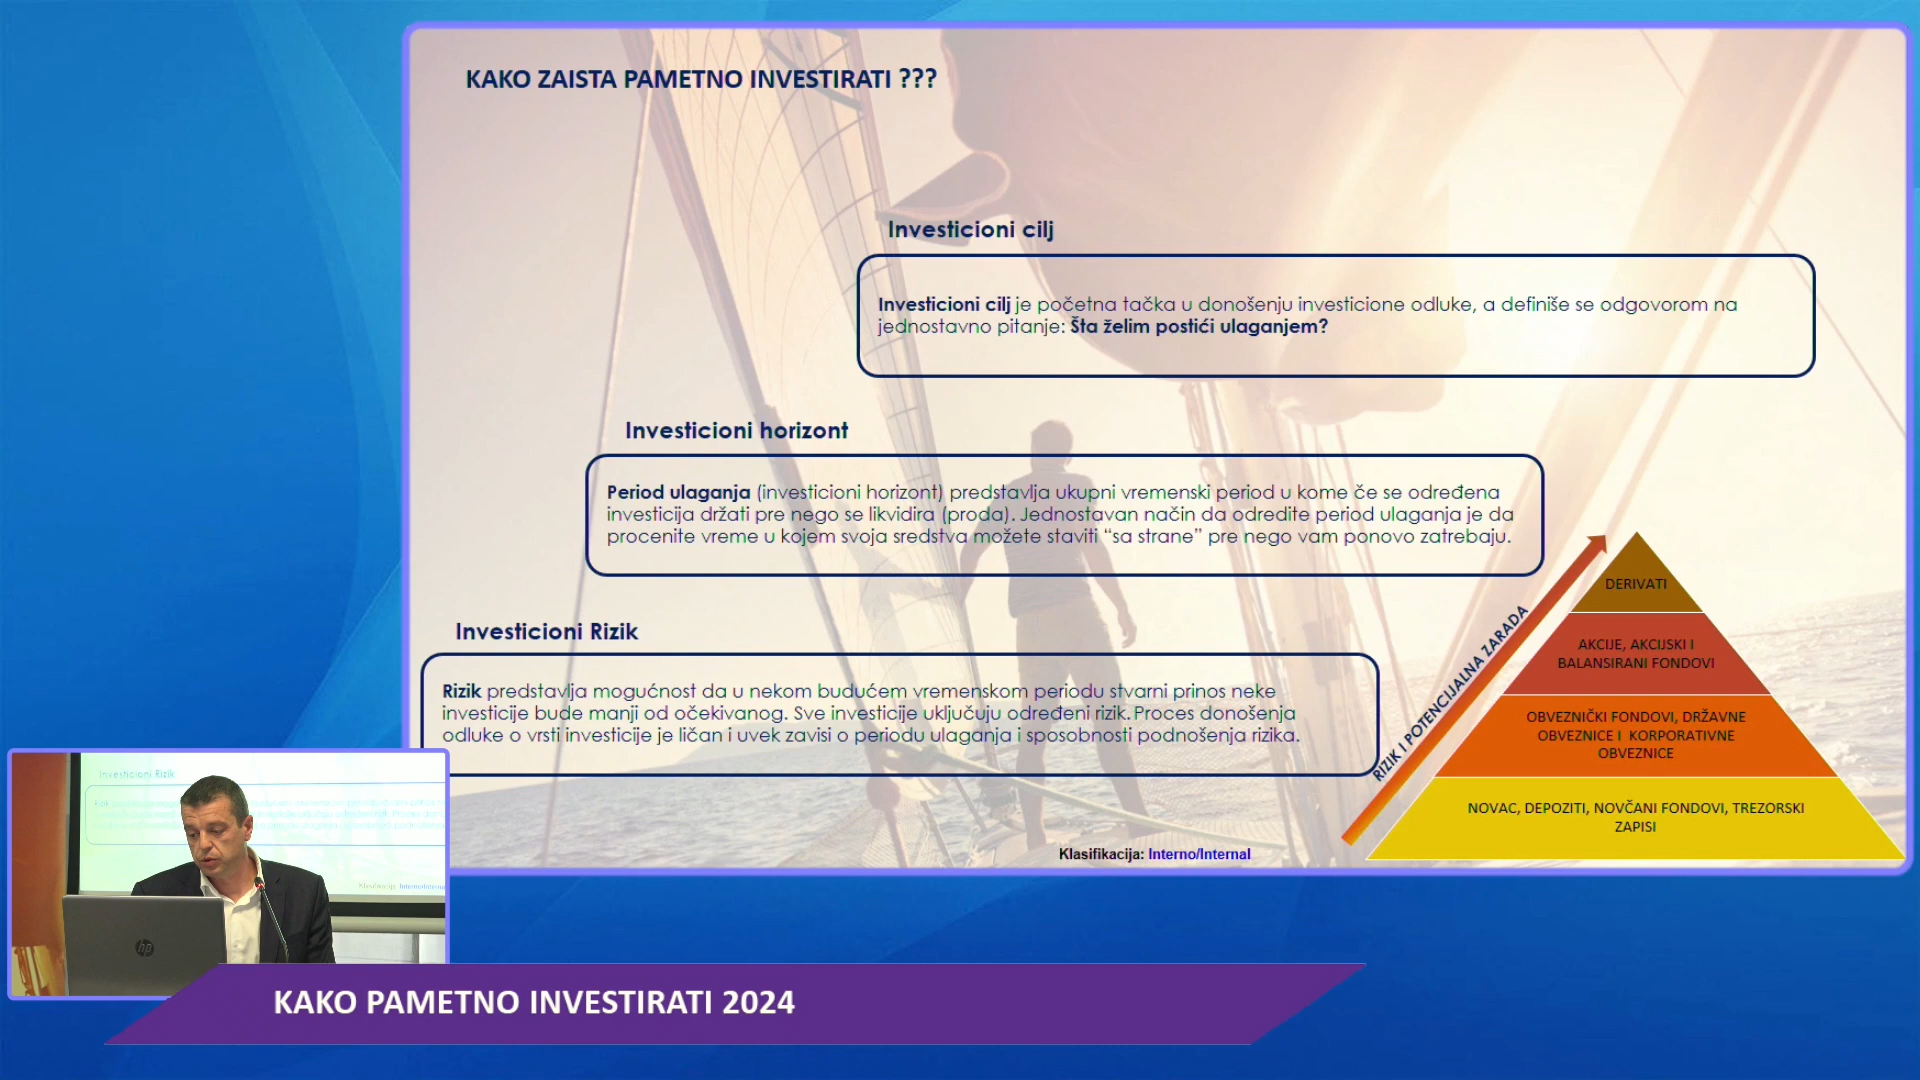 KAKO ZAISTA PAMETNO INVESTIRATI ???
Investicioni cilj
Investicioni cilj je početna tačka u donošenju investicione odluke, a definiše se odgovorom na
jednostavno pitanje: Šta želim postići ulaganjem?
Investicioni horizont
Period ulaganja (investicioni horizont) predstavlja ukupni vremenski period u kome če se određena
investicija držati pre nego se likvidira (proda). Jednostavan način da odredite period ulaganja je da
procenite vreme u kojem svoja sredstva možete staviti “sa strane” pre nego vam ponovo zatrebaju.
Investicioni Rizik
Rizik predstavlja mogućnost da u nekom budućem vremenskom periodu stvarni prinos neke
investicije bude manji od očekivanog. Sve investicije uključuju određeni rizik. Proces donošenja
odluke o vrsti investicije je ličan i uvek zavisi o periodu ulaganja i sposobnosti podnošenja rizika.
RIZIK I POTENCIJALNA ZARADA
DERIVATI
AKCIJE, AKCIJSKI I
BALANSIRANI FONDOVI
OBVEZNIČKI FONDOVI, DRŽAVNE
OBVEZNICE I KORPORATIVNE
OBVEZNICE
NOVAC, DEPOZITI, NOVČANI FONDOVI, TREZORSKI
ZAPISI
Klasifikacija: Interno/Internal
Investicioni Rizik
hp
KAKO PAMETNO INVESTIRATI 2024